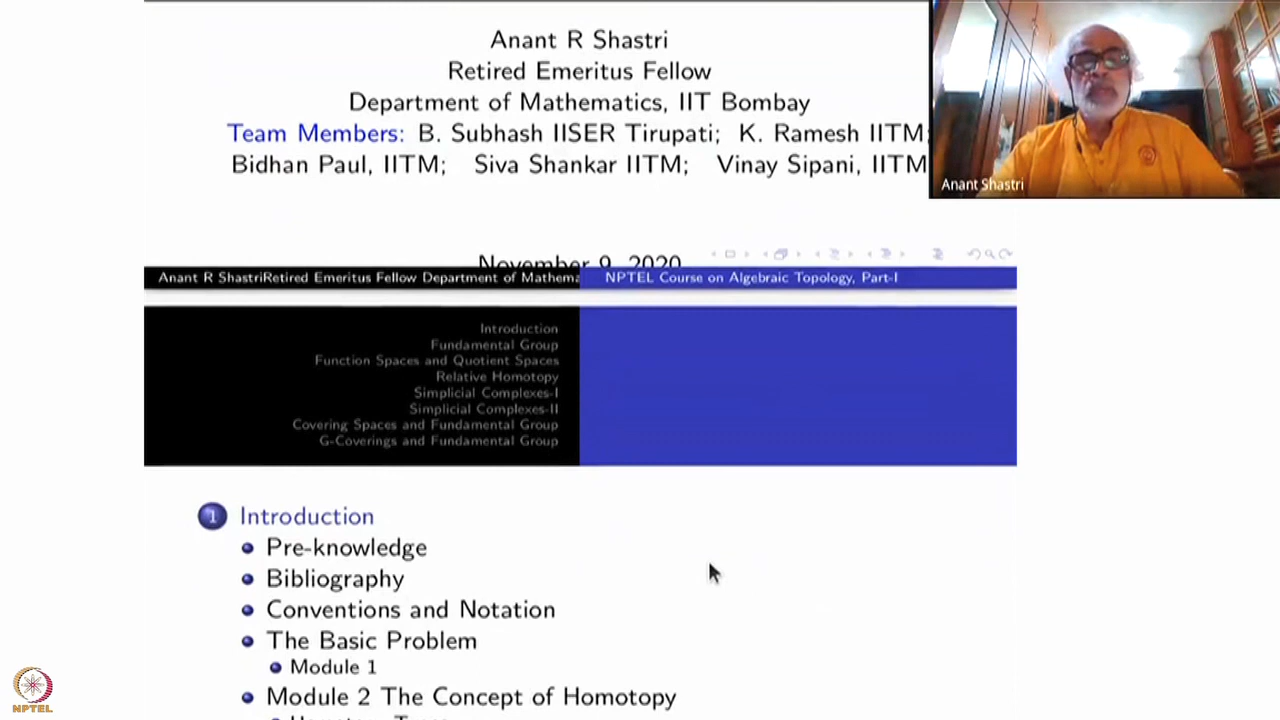 Anant R Shastri
Retired Emeritus Fellow
Department of Mathematics, IIT Bombay
Team Members: B. Subhash IISER Tirupati; K. Ramesh IITM;
Bidhan Paul, IITM; Siva Shankar IITM; Vinay Sipani, IITM
Anant Shastri
November 9, 2020
Anant R ShastriRetired Emeritus Fellow Department of Mathema
NPTEL Course on Algebraic Topology, Part-I
Introduction
Fundamental Group
Function Spaces and Quotient Spaces
Relative Homotopy
Simplicial Complexes-I
Simplicial Complexes-II
Covering Spaces and Fundamental Group
G-Coverings and Fundamental Group
1 Introduction
Pre-knowledge
Bibliography
Conventions and Notation
The Basic Problem
Module 1
Module 2 The Concept of Homotopy
NPTEL